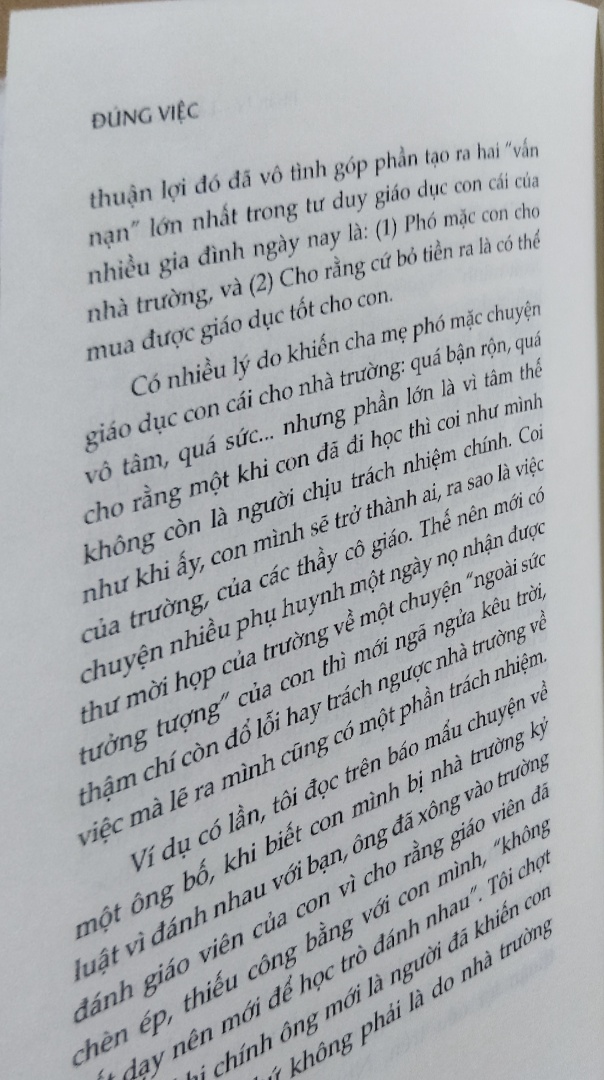 ĐÚNG VIỆC
thuận lợi đó đã vô tình góp phần tạo ra hai "vấn
nạn" lớn nhất trong tư duy giáo dục con cái của
nhiều gia đình ngày nay là: (1) Phó mặc con cho
nhà trường, và (2) Cho rằng cứ bỏ tiền ra là có thể
mua được giáo dục tốt cho con.
Có nhiều lý do khiến cha mẹ phó mặc chuyện
giáo dục con cái cho nhà trường: quá bận rộn, quá
vô tâm, quá sức... nhưng phần lớn là vì tâm thế
cho rằng một khi con đã đi học thì coi như mình
không còn là người chịu trách nhiệm chính. Coi
như khi ấy, con mình sẽ trở thành ai, ra sao là việc
của trường, của các thầy cô giáo. Thế nên mới có
chuyện nhiều phụ huynh một ngày nọ nhận được
thư mời họp của trường về một chuyện "ngoài sức
tưởng tượng" của con thì mới ngã ngửa kêu trời,
thậm chí còn đổ lỗi hay trách ngược nhà trường về
việc mà lẽ ra mình cũng có một phần trách nhiệm.
Ví dụ có lần, tôi đọc trên báo mẩu chuyện về
một ông bố, khi biết con mình bị nhà trường kỷ
luật vì đánh nhau với bạn, ông đã xông vào trường
đánh giáo viên của con vì cho rằng giáo viên đã
chèn ép, thiếu công bằng với con mình, "không
dạy nên mới để học trò đánh nhau". Tôi chợt
chính ông mới là người đã khiến con
không phải là do nhà trường